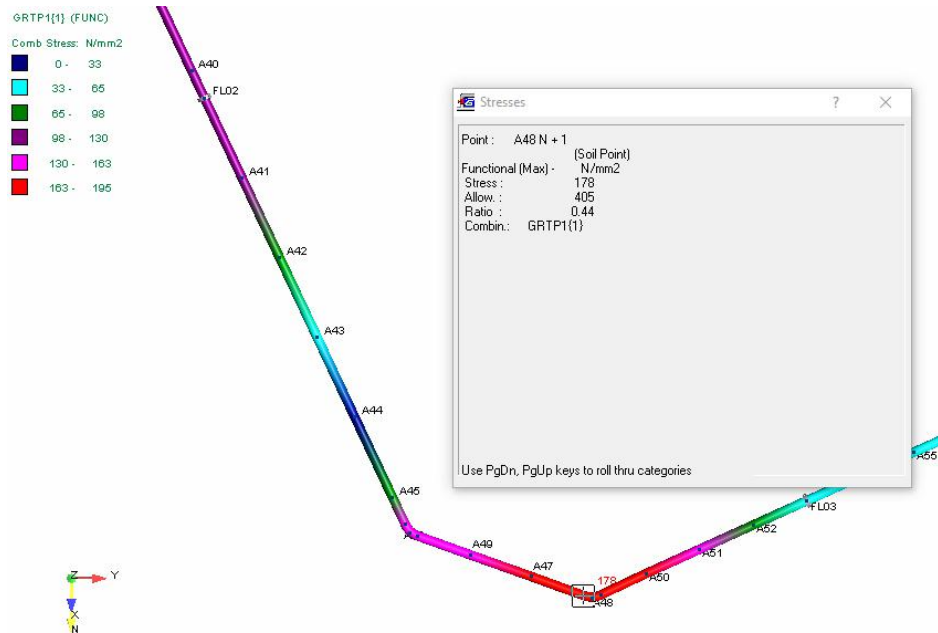 GRTP1{1} (FUNC)
Comb Stress: N/mm2
0 - 33
33 - 65
65 - 98
98 - 130
130 - 163
163 - 195
A40
FL02
A41
A42
A43
A44
A45
A49
A47
178
A48
A50
A51
A52
FL03
A55
Stresses
? ×
Point : A48 N + 1
(Soil Point)
Functional (Max) - N/mm2
Stress : 178
Allow. : 405
Ratio : 0.44
Combin.: GRTP1{1}
Use PgDn, PgUp keys to roll thru categories
Z
Y
X
N